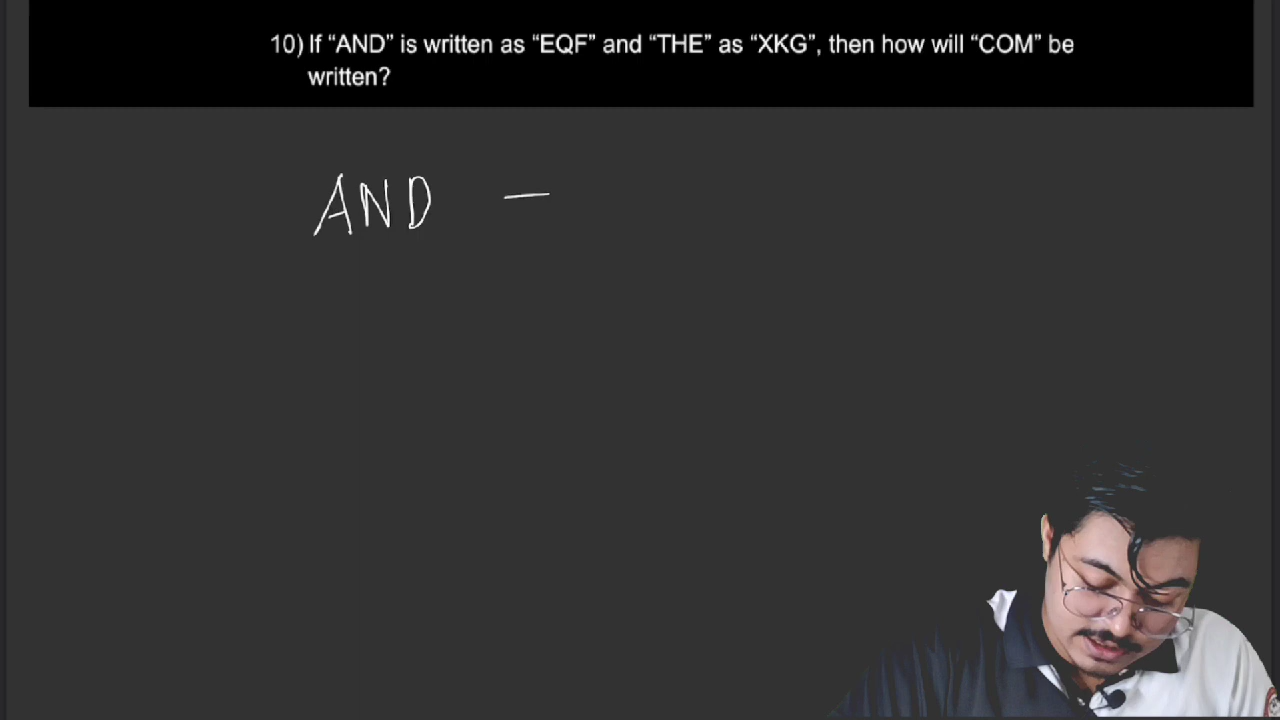 10) If “AND” is written as “EQF” and “THE” as “XKG”, then how will “COM” be
written?
AND —